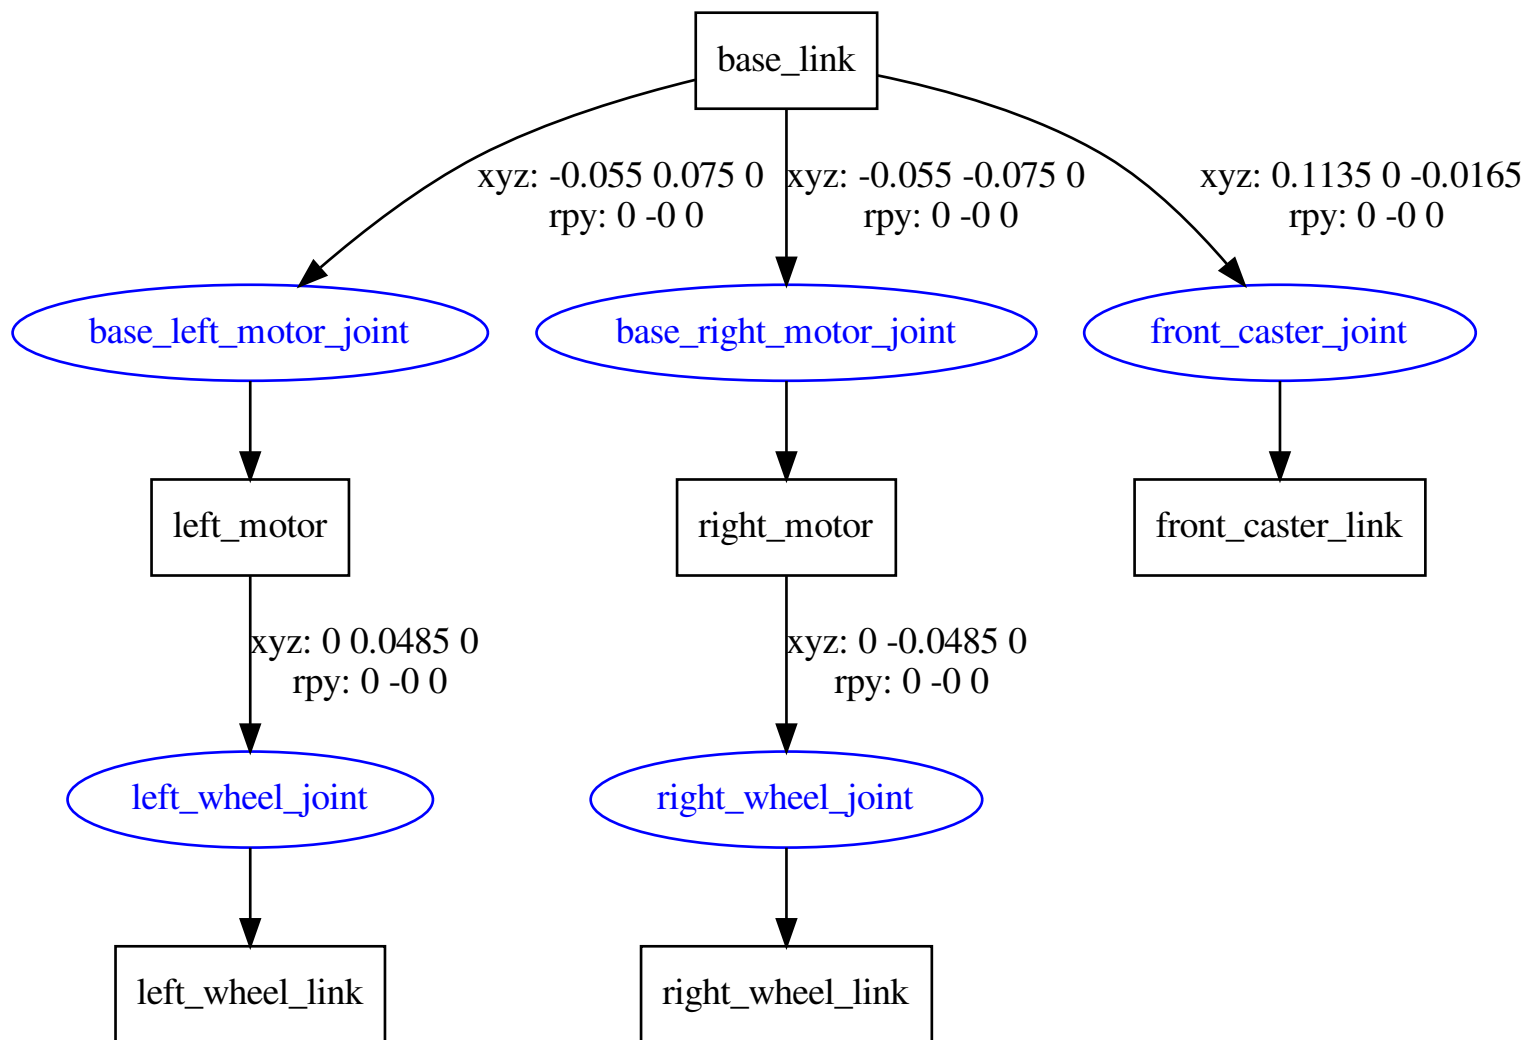 base_link
xyz: -0.055 0.075 0
rpy: 0 -0 0
xyz: -0.055 -0.075 0
rpy: 0 -0 0
xyz: 0.1135 0 -0.0165
rpy: 0 -0 0
base_left_motor_joint
base_right_motor_joint
front_caster_joint
left_motor
right_motor
front_caster_link
xyz: 0 0.0485 0
rpy: 0 -0 0
xyz: 0 -0.0485 0
rpy: 0 -0 0
left_wheel_joint
right_wheel_joint
left_wheel_link
right_wheel_link